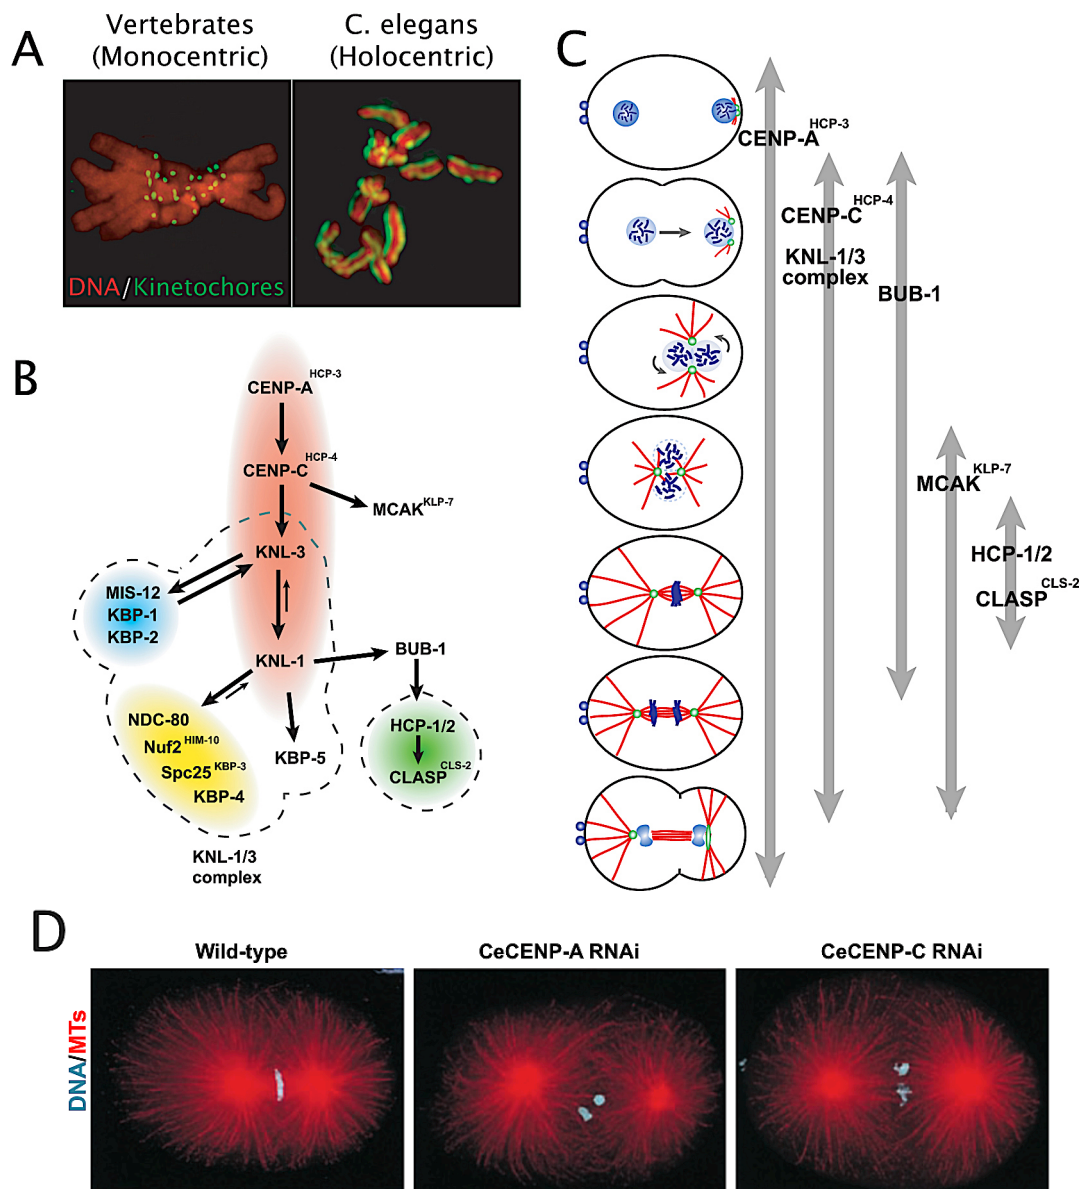 A
Vertebrates
(Monocentric)
C. elegans
(Holocentric)
DNA/Kinetochores
B
CENP-A HCP-3
CENP-C HCP-4
MCAK KLP-7
KNL-3
MIS-12
KBP-1
KBP-2
KNL-1
BUB-1
NDC-80
Nuf2 HIM-10
Spc25 KBP-3
KBP-4
KBP-5
HCP-1/2
CLASP CLS-2
KNL-1/3
complex
C
CENP-A HCP-3
CENP-C HCP-4
KNL-1/3
complex
BUB-1
MCAK KLP-7
HCP-1/2
CLASP CLS-2
D
Wild-type
CeCENP-A RNAi
CeCENP-C RNAi
DNA/MTs